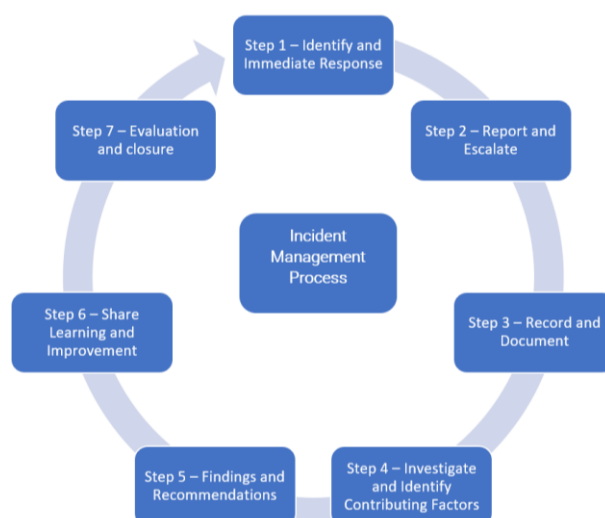 Step 1 – Identify and
Immediate Response
Step 2 – Report and
Escalate
Step 3 – Record and
Document
Step 4 – Investigate
and Identify
Contributing Factors
Step 5 – Findings and
Recommendations
Step 6 – Share
Learning and
Improvement
Step 7 – Evaluation
and closure
Incident
Management
Process